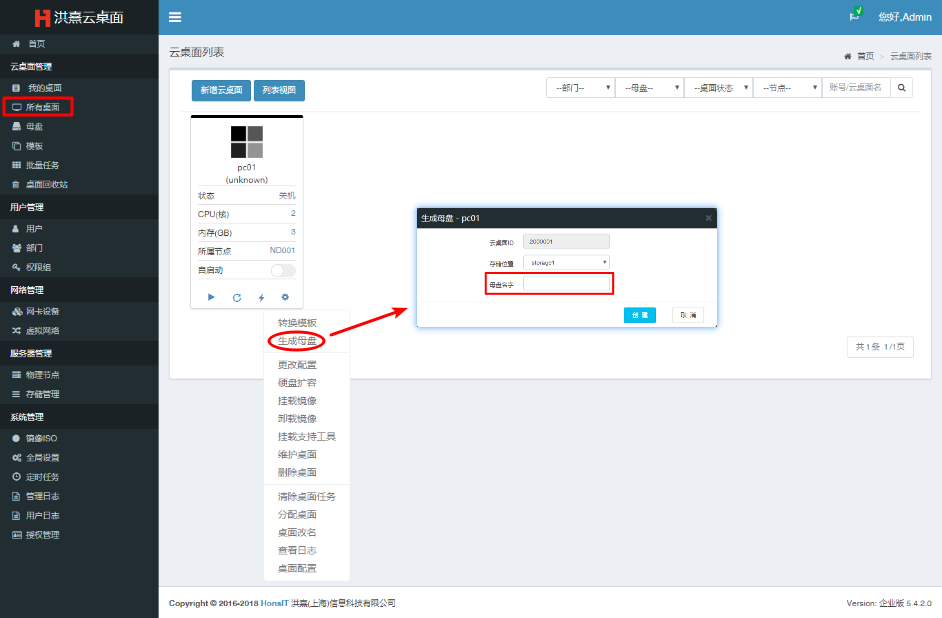 洪熹云桌面
您好,Admin
首页
云桌面管理
我的桌面
所有桌面
母盘
模板
批量任务
桌面回收站
用户管理
用户
部门
权限组
网络管理
网卡设备
虚拟网络
服务器管理
物理节点
存储管理
系统管理
镜像ISO
全局设置
定时任务
管理日志
用户日志
授权管理
云桌面列表
首页 > 云桌面列表
新增云桌面 列表视图
--部门-- --母盘-- --桌面状态 --节点-- 账号/云桌面名
pc01
(unknown)
状态 关机
CPU(核) 2
内存(GB) 3
所属节点 ND001
自启动
转换模板
生成母盘
更改配置
硬盘扩容
挂载镜像
卸载镜像
挂载支持工具
维护桌面
删除桌面
清除桌面任务
分配桌面
桌面改名
查看日志
桌面配置
生成母盘 - pc01
云桌面ID 2000001
存储位置 storage1
母盘名字
创 建 取 消
共 1 条 1/1页
Copyright © 2016-2018 HonsIT 洪熹(上海)信息科技有限公司
Version: 企业版 5.4.2.0